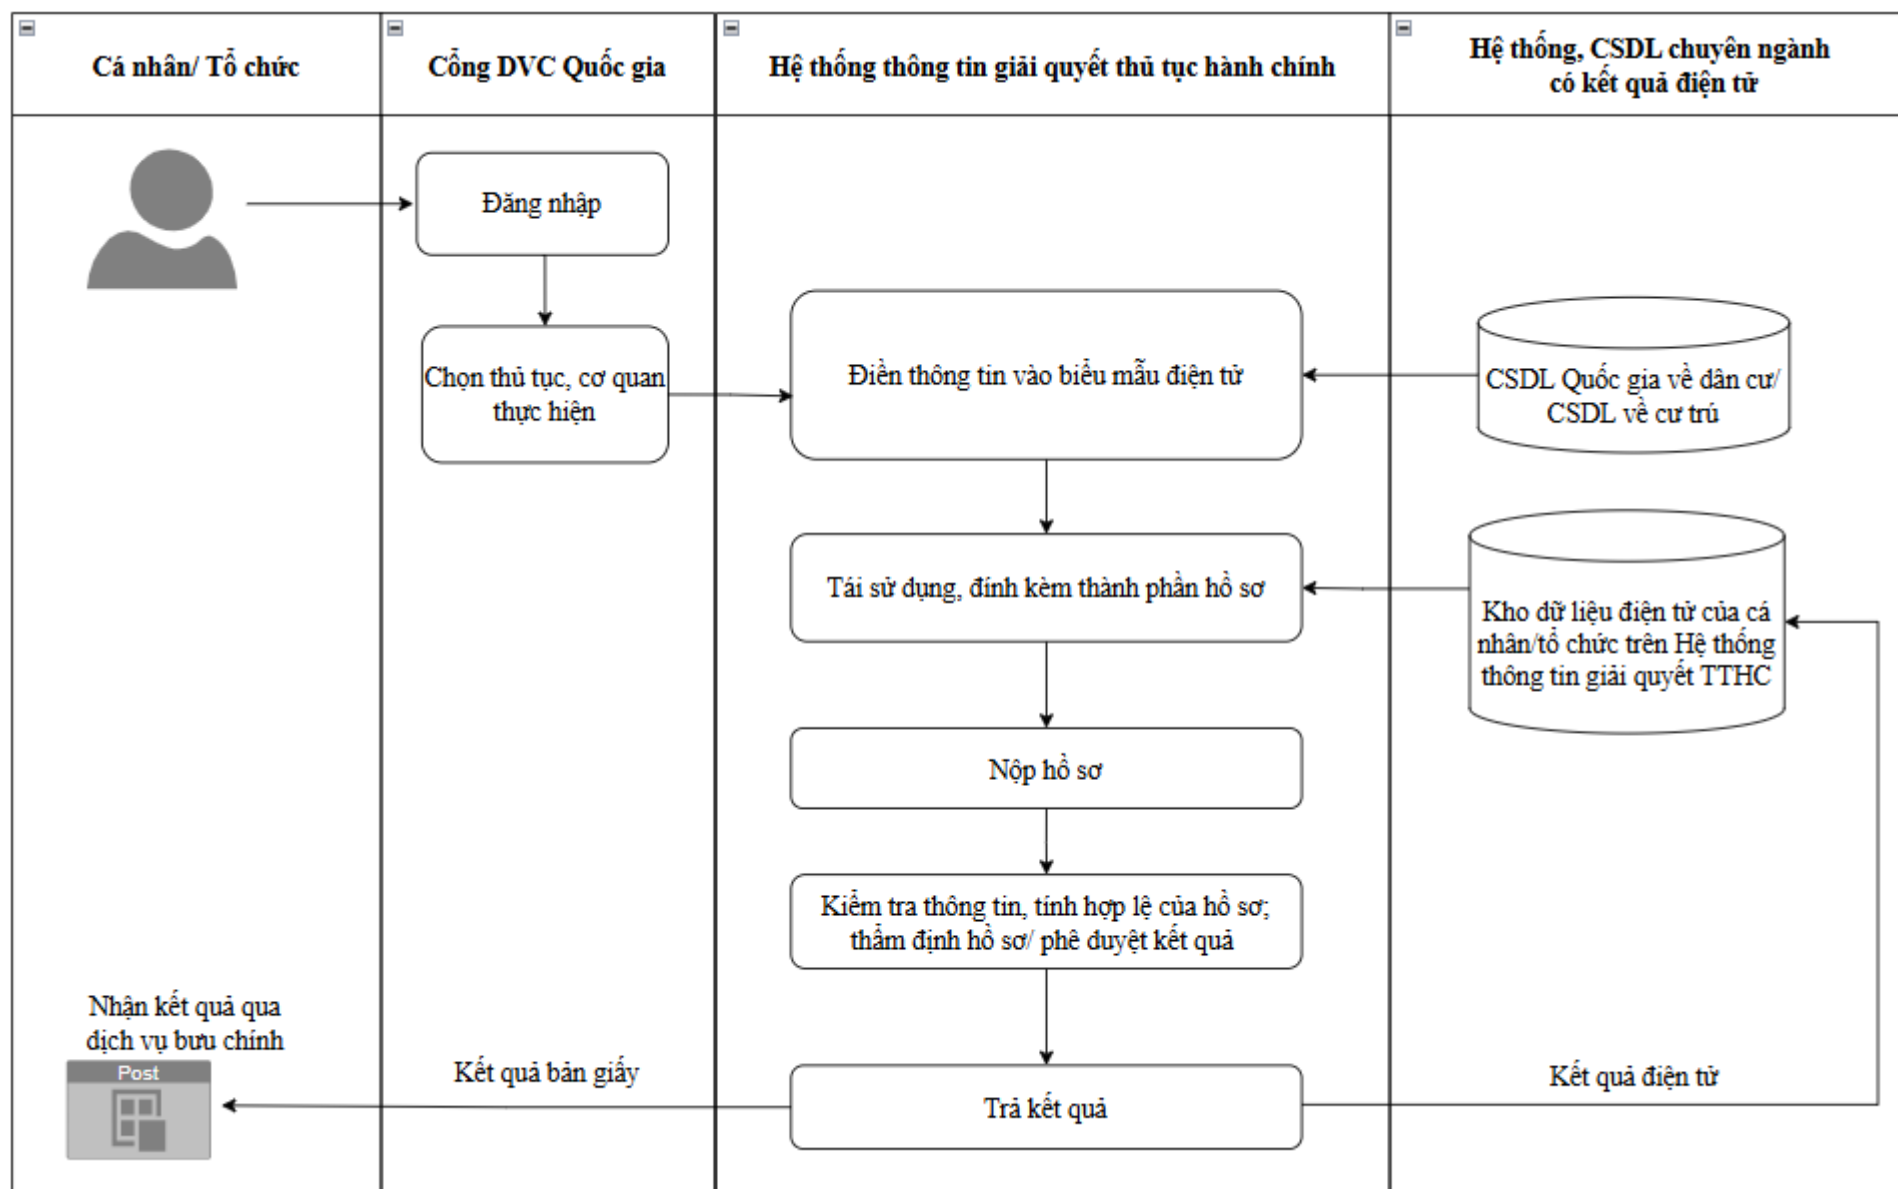 Cá nhân/ Tổ chức
Cổng DVC Quốc gia
Hệ thống thông tin giải quyết thủ tục hành chính
Hệ thống, CSDL chuyên ngành
có kết quả điện tử
Đăng nhập
Chọn thủ tục, cơ quan
thực hiện
Điền thông tin vào biểu mẫu điện tử
CSDL Quốc gia về dân cư/
CSDL về cư trú
Tái sử dụng, đính kèm thành phần hồ sơ
Kho dữ liệu điện tử của cá
nhân/tổ chức trên Hệ thống
thông tin giải quyết TTHC
Nộp hồ sơ
Kiểm tra thông tin, tính hợp lệ của hồ sơ;
thẩm định hồ sơ/ phê duyệt kết quả
Nhận kết quả qua
dịch vụ bưu chính
Post
Kết quả bản giấy
Trả kết quả
Kết quả điện tử